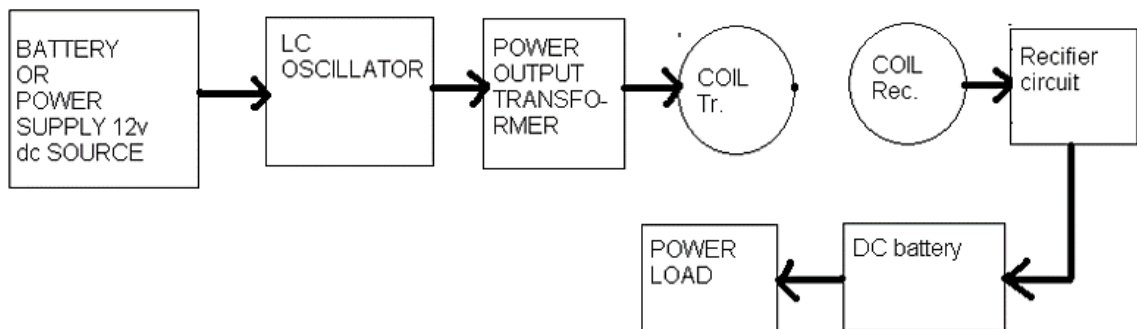 BATTERY
OR
POWER
SUPPLY 12v
dc SOURCE
LC
OSCILLATOR
POWER
OUTPUT
TRANSFO-
RMER
COIL
Tr.
COIL
Rec.
Rectifier
circuit
POWER
LOAD
DC battery